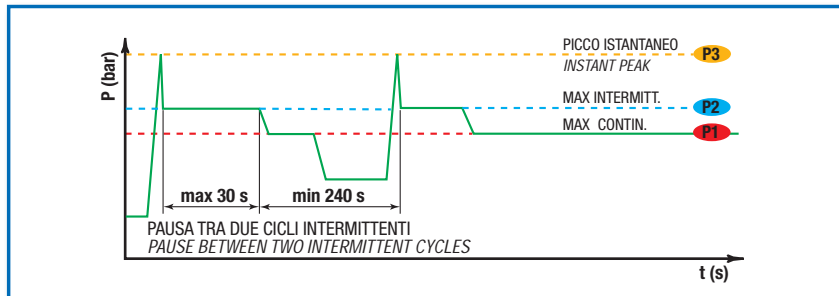 P (bar)
PICCO ISTANTANEO
INSTANT PEAK
P3
MAX INTERMITT.
P2
MAX CONTIN.
P1
max 30 s
min 240 s
PAUSA TRA DUE CICLI INTERMITTENTI
PAUSE BETWEEN TWO INTERMITTENT CYCLES
t (s)